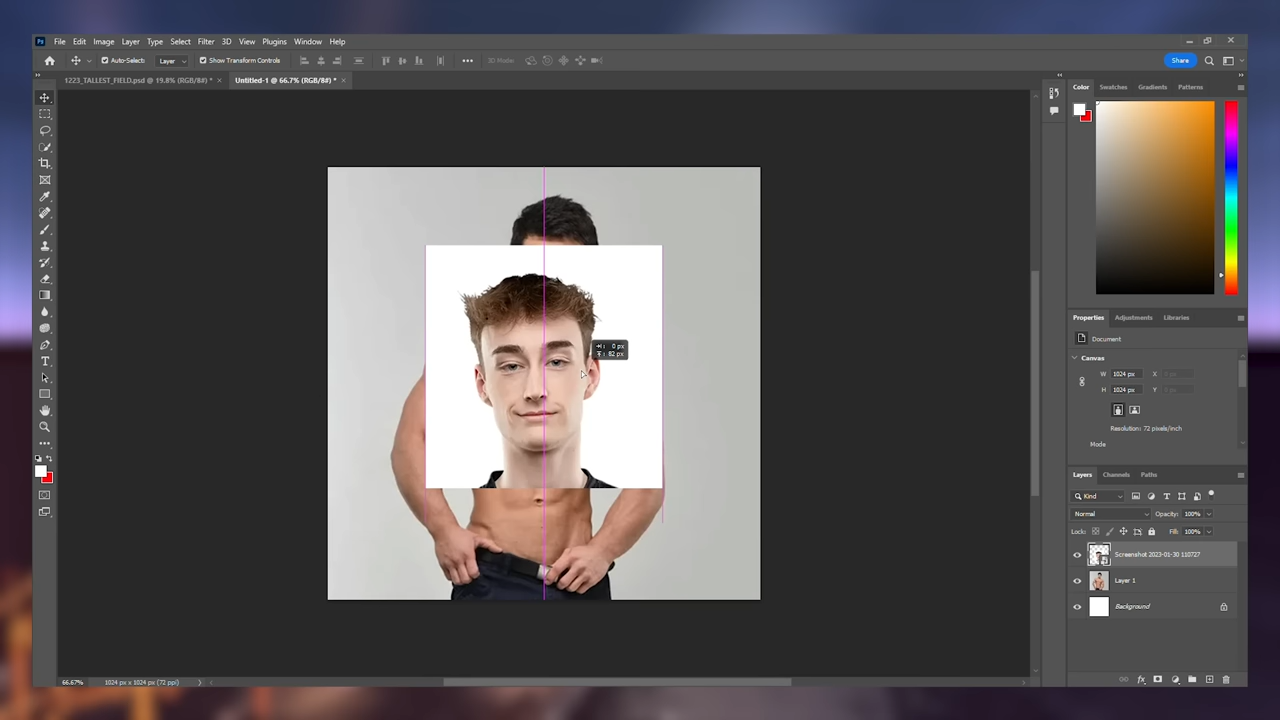 Ps File Edit Image Layer Type Select Filter 3D View Plugins Window Help
Auto-Select: Layer Show Transform Controls 3D Mode: Share
1223_TALLEST_FIELD.psd @ 19.8% (RGB/8#) * × Untitled-1 @ 66.7% (RGB/8#) * ×
Color Swatches Gradients Patterns
0 px
82 px
Properties Adjustments Libraries
Document
Canvas
W 1024 px X
H 1024 px Y
Resolution: 72 pixels/inch
Mode
Layers Channels Paths
Kind
Normal Opacity: 100%
Lock: Fill: 100%
Screenshot 2023-01-30 110727
Layer 1
Background
66.67% 1024 px x 1024 px (72 ppi)